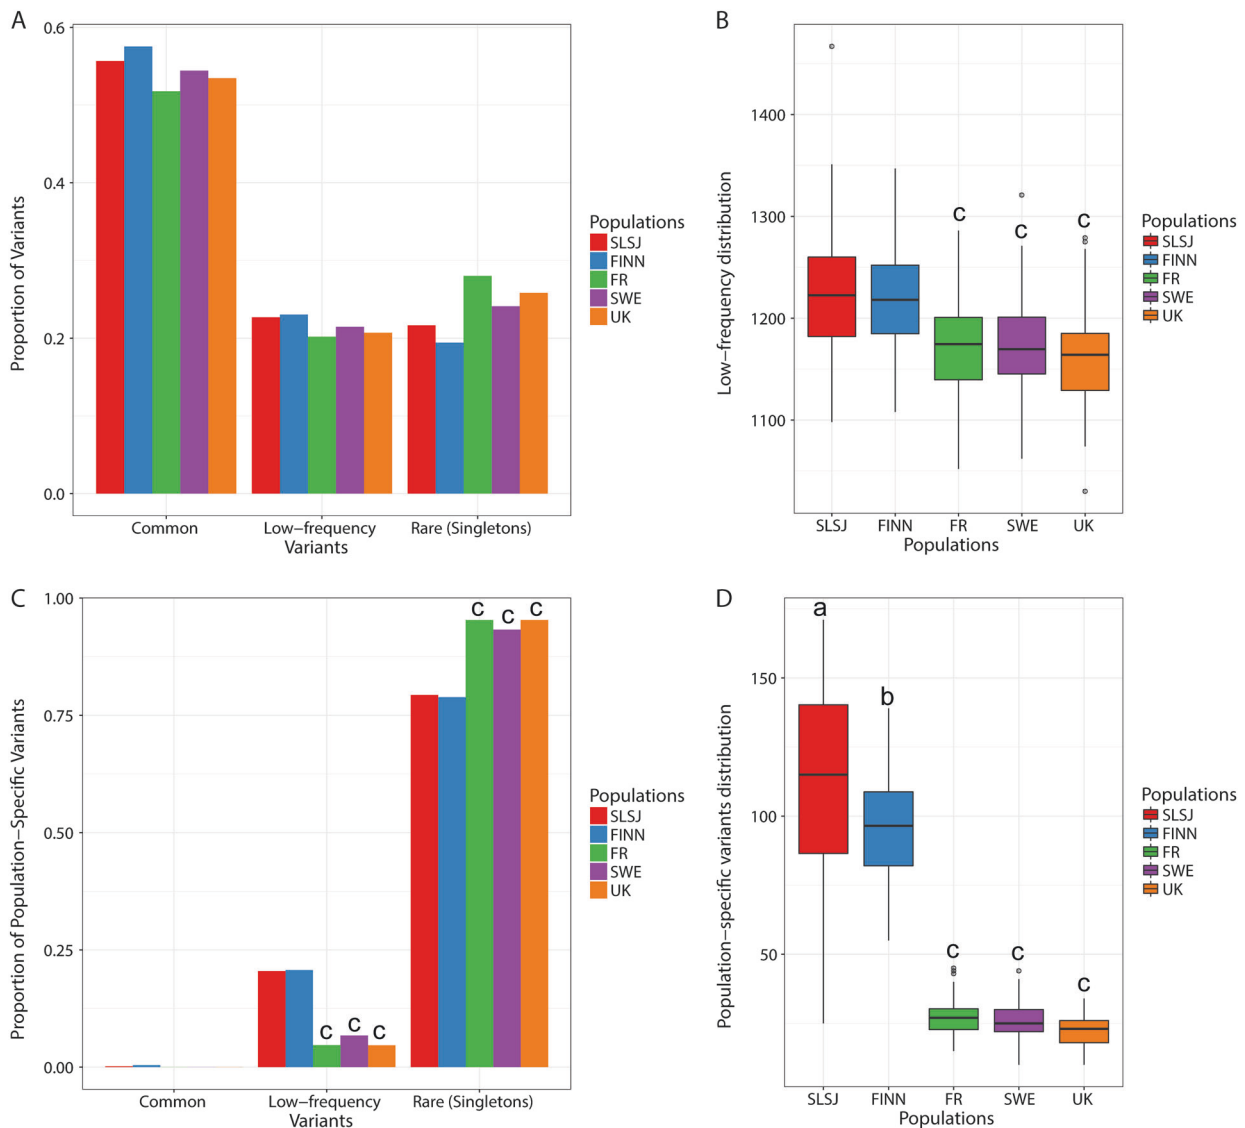 A
Proportion of Variants
0.6
0.4
0.2
0.0
Common
Low−frequency
Rare (Singletons)
Variants
Populations
SLSJ
FINN
FR
SWE
UK
B
Low−frequency distribution
1400
1300
1200
1100
c
c
c
SLSJ
FINN
FR
SWE
UK
Populations
Populations
SLSJ
FINN
FR
SWE
UK
C
Proportion of Population−Specific Variants
1.00
0.75
0.50
0.25
0.00
c
c
c
c
c
c
Common
Low−frequency
Rare (Singletons)
Variants
Populations
SLSJ
FINN
FR
SWE
UK
D
Population−specific variants distribution
150
100
50
a
b
c
c
c
SLSJ
FINN
FR
SWE
UK
Populations
Populations
SLSJ
FINN
FR
SWE
UK